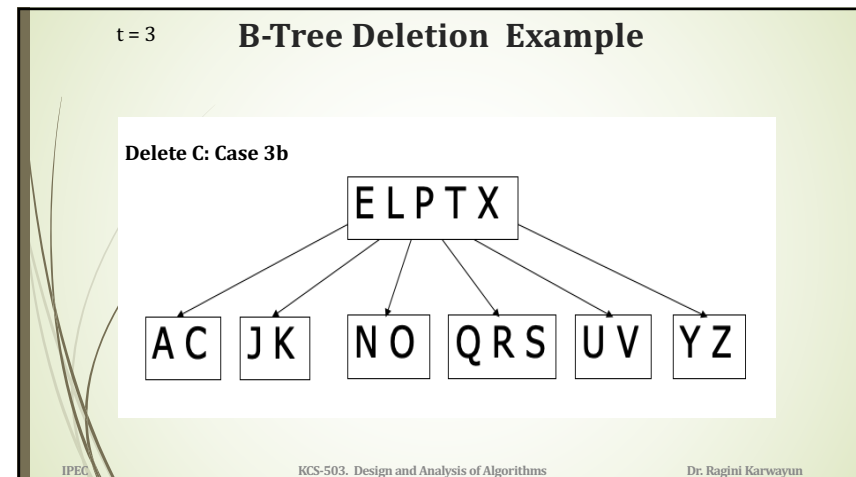 t = 3 B-Tree Deletion Example
Delete C: Case 3b
E L P T X
A C J K N O Q R S U V Y Z
IPEC KCS-503. Design and Analysis of Algorithms Dr. Ragini Karwayun